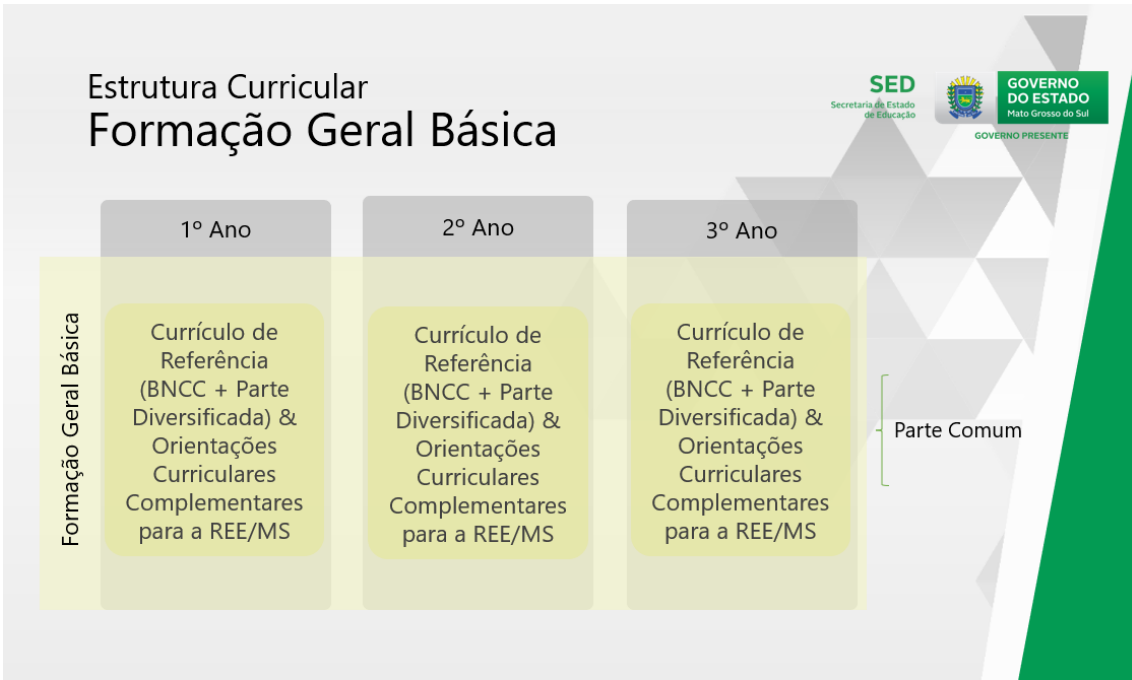 Estrutura Curricular
Formação Geral Básica
SED
Secretaria de Estado
de Educação
GOVERNO
DO ESTADO
Mato Grosso do Sul
GOVERNO PRESENTE
1º Ano
2º Ano
3º Ano
Formação Geral Básica
Currículo de
Referência
(BNCC + Parte
Diversificada) &
Orientações
Curriculares
Complementares
para a REE/MS
Currículo de
Referência
(BNCC + Parte
Diversificada) &
Orientações
Curriculares
Complementares
para a REE/MS
Currículo de
Referência
(BNCC + Parte
Diversificada) &
Orientações
Curriculares
Complementares
para a REE/MS
Parte Comum